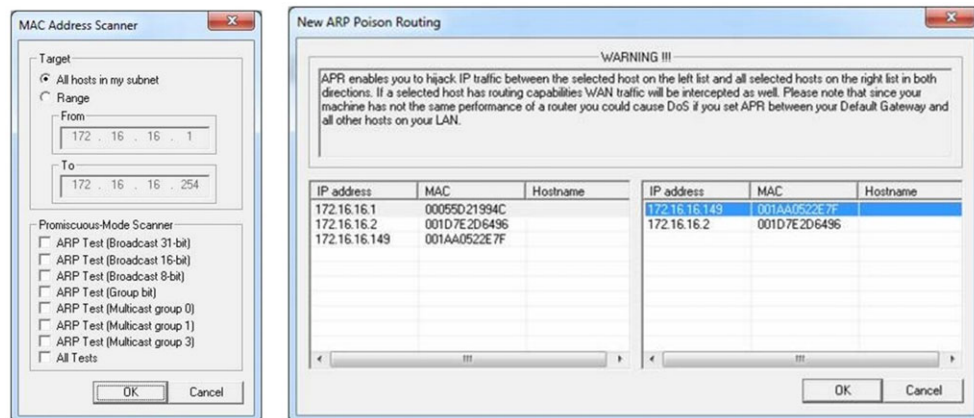 MAC Address Scanner
Target
All hosts in my subnet
Range
From
172 . 16 . 16 . 1
To
172 . 16 . 16 . 254
Promiscuous-Mode Scanner
ARP Test (Broadcast 31-bit)
ARP Test (Broadcast 16-bit)
ARP Test (Broadcast 8-bit)
ARP Test (Group bit)
ARP Test (Multicast group 0)
ARP Test (Multicast group 1)
ARP Test (Multicast group 3)
All Tests
OK Cancel
New ARP Poison Routing
WARNING !!!
APR enables you to hijack IP traffic between the selected host on the left list and all selected hosts on the right list in both
directions. If a selected host has routing capabilities WAN traffic will be intercepted as well. Please note that since your
machine has not the same performance of a router you could cause DoS if you set APR between your Default Gateway and
all other hosts on your LAN.
IP address MAC Hostname
172.16.16.1 00055D21994C
172.16.16.2 001D7E2D6496
172.16.16.149 001AA0522E7F
IP address MAC Hostname
172.16.16.149 001AA0522E7F
172.16.16.2 001D7E2D6496
OK Cancel